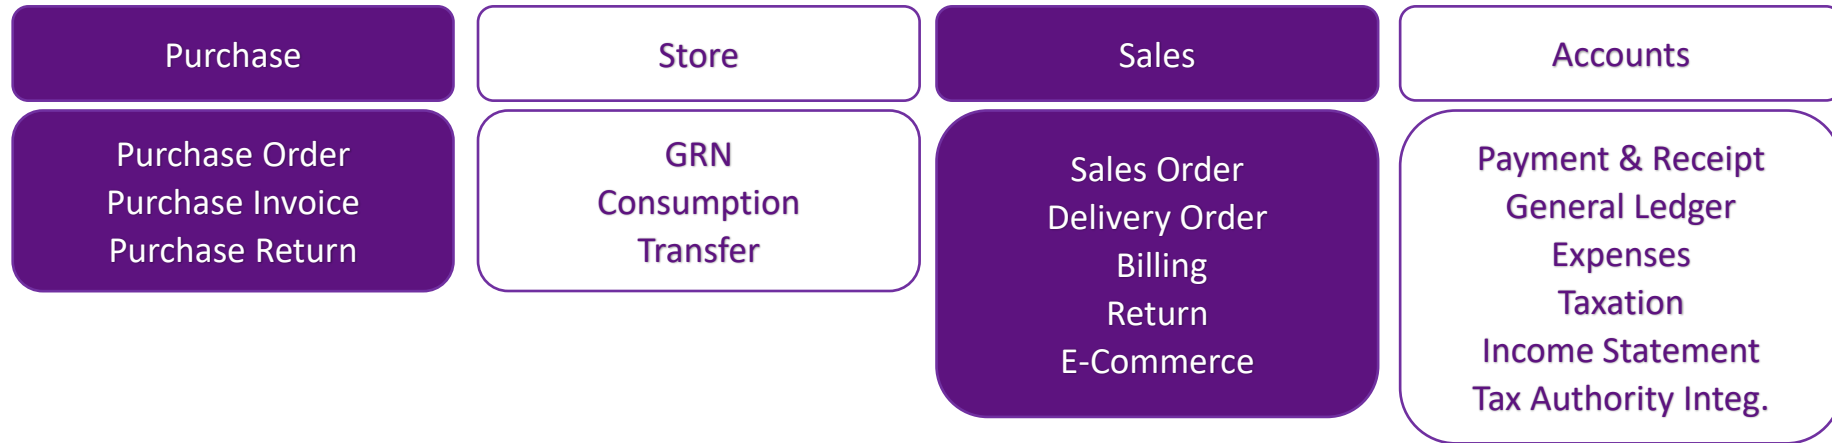 Purchase
Purchase Order
Purchase Invoice
Purchase Return
Store
GRN
Consumption
Transfer
Sales
Sales Order
Delivery Order
Billing
Return
E-Commerce
Accounts
Payment & Receipt
General Ledger
Expenses
Taxation
Income Statement
Tax Authority Integ.